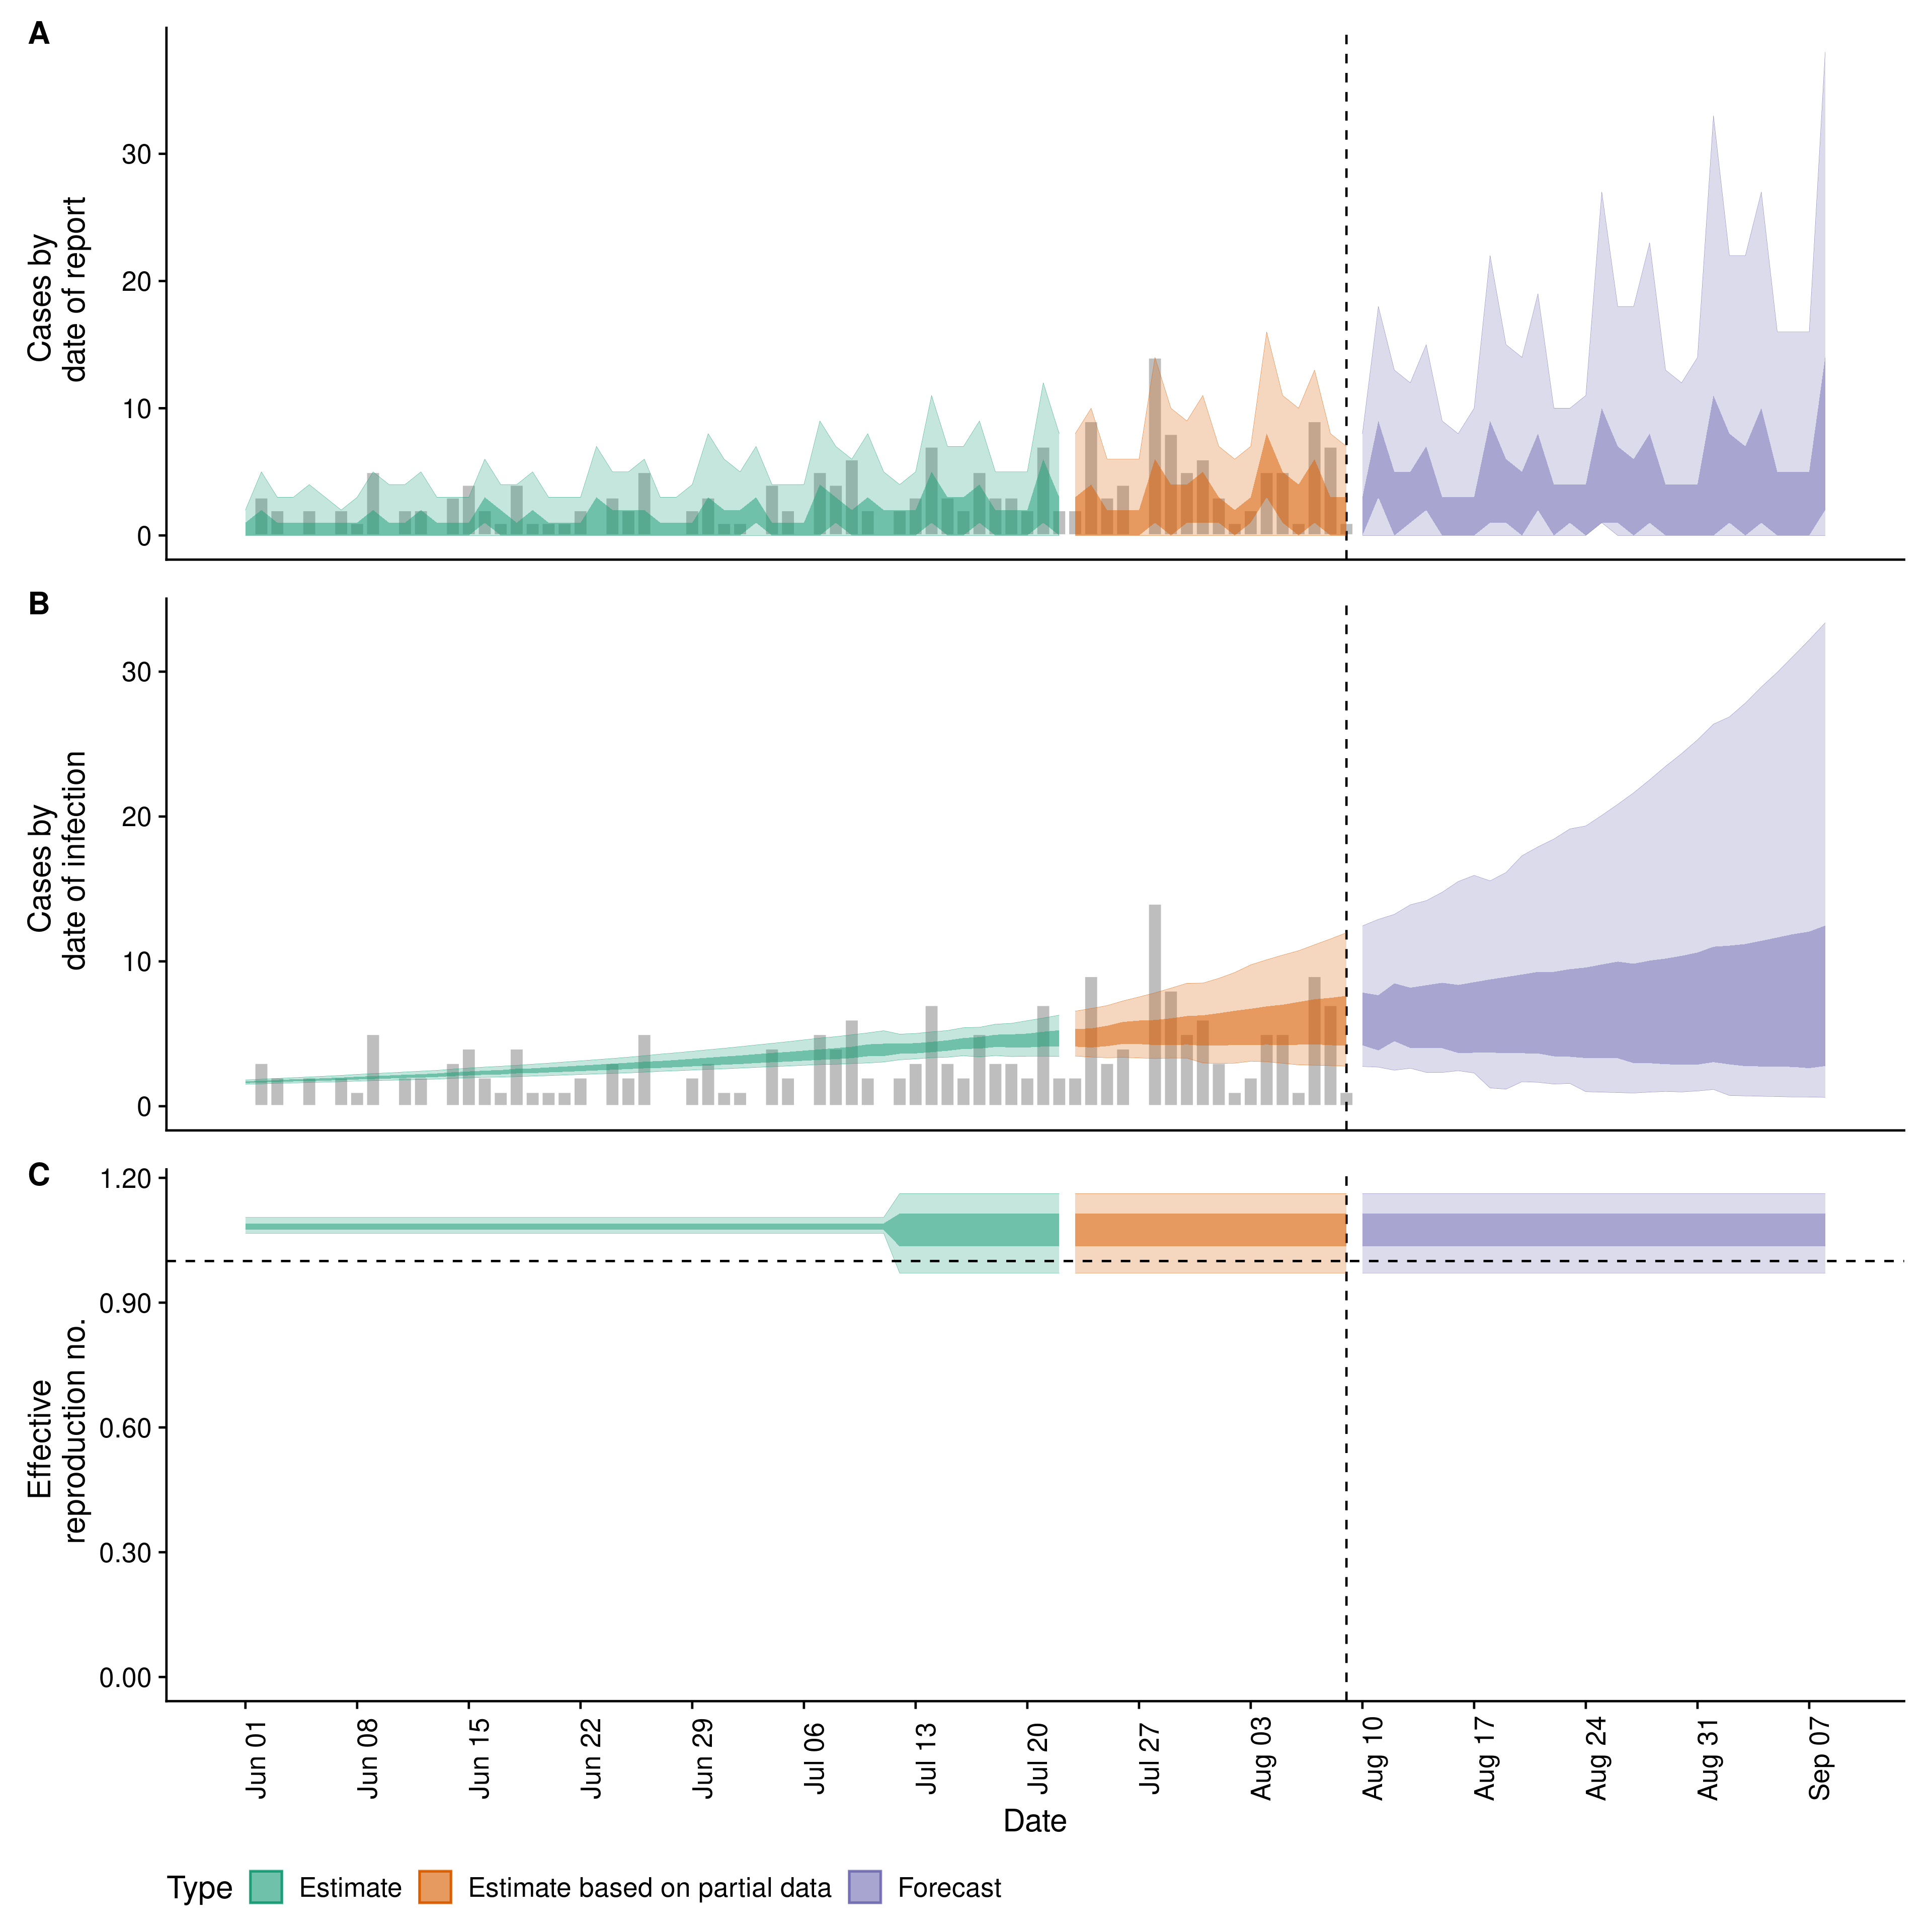 A
Cases by
date of report
30
20
10
0
B
Cases by
date of infection
30
20
10
0
C
Effective
reproduction no.
1.20
0.90
0.60
0.30
0.00
Jun 01
Jun 08
Jun 15
Jun 22
Jun 29
Jul 06
Jul 13
Jul 20
Jul 27
Aug 03
Aug 10
Aug 17
Aug 24
Aug 31
Sep 07
Date
Type Estimate Estimate based on partial data Forecast